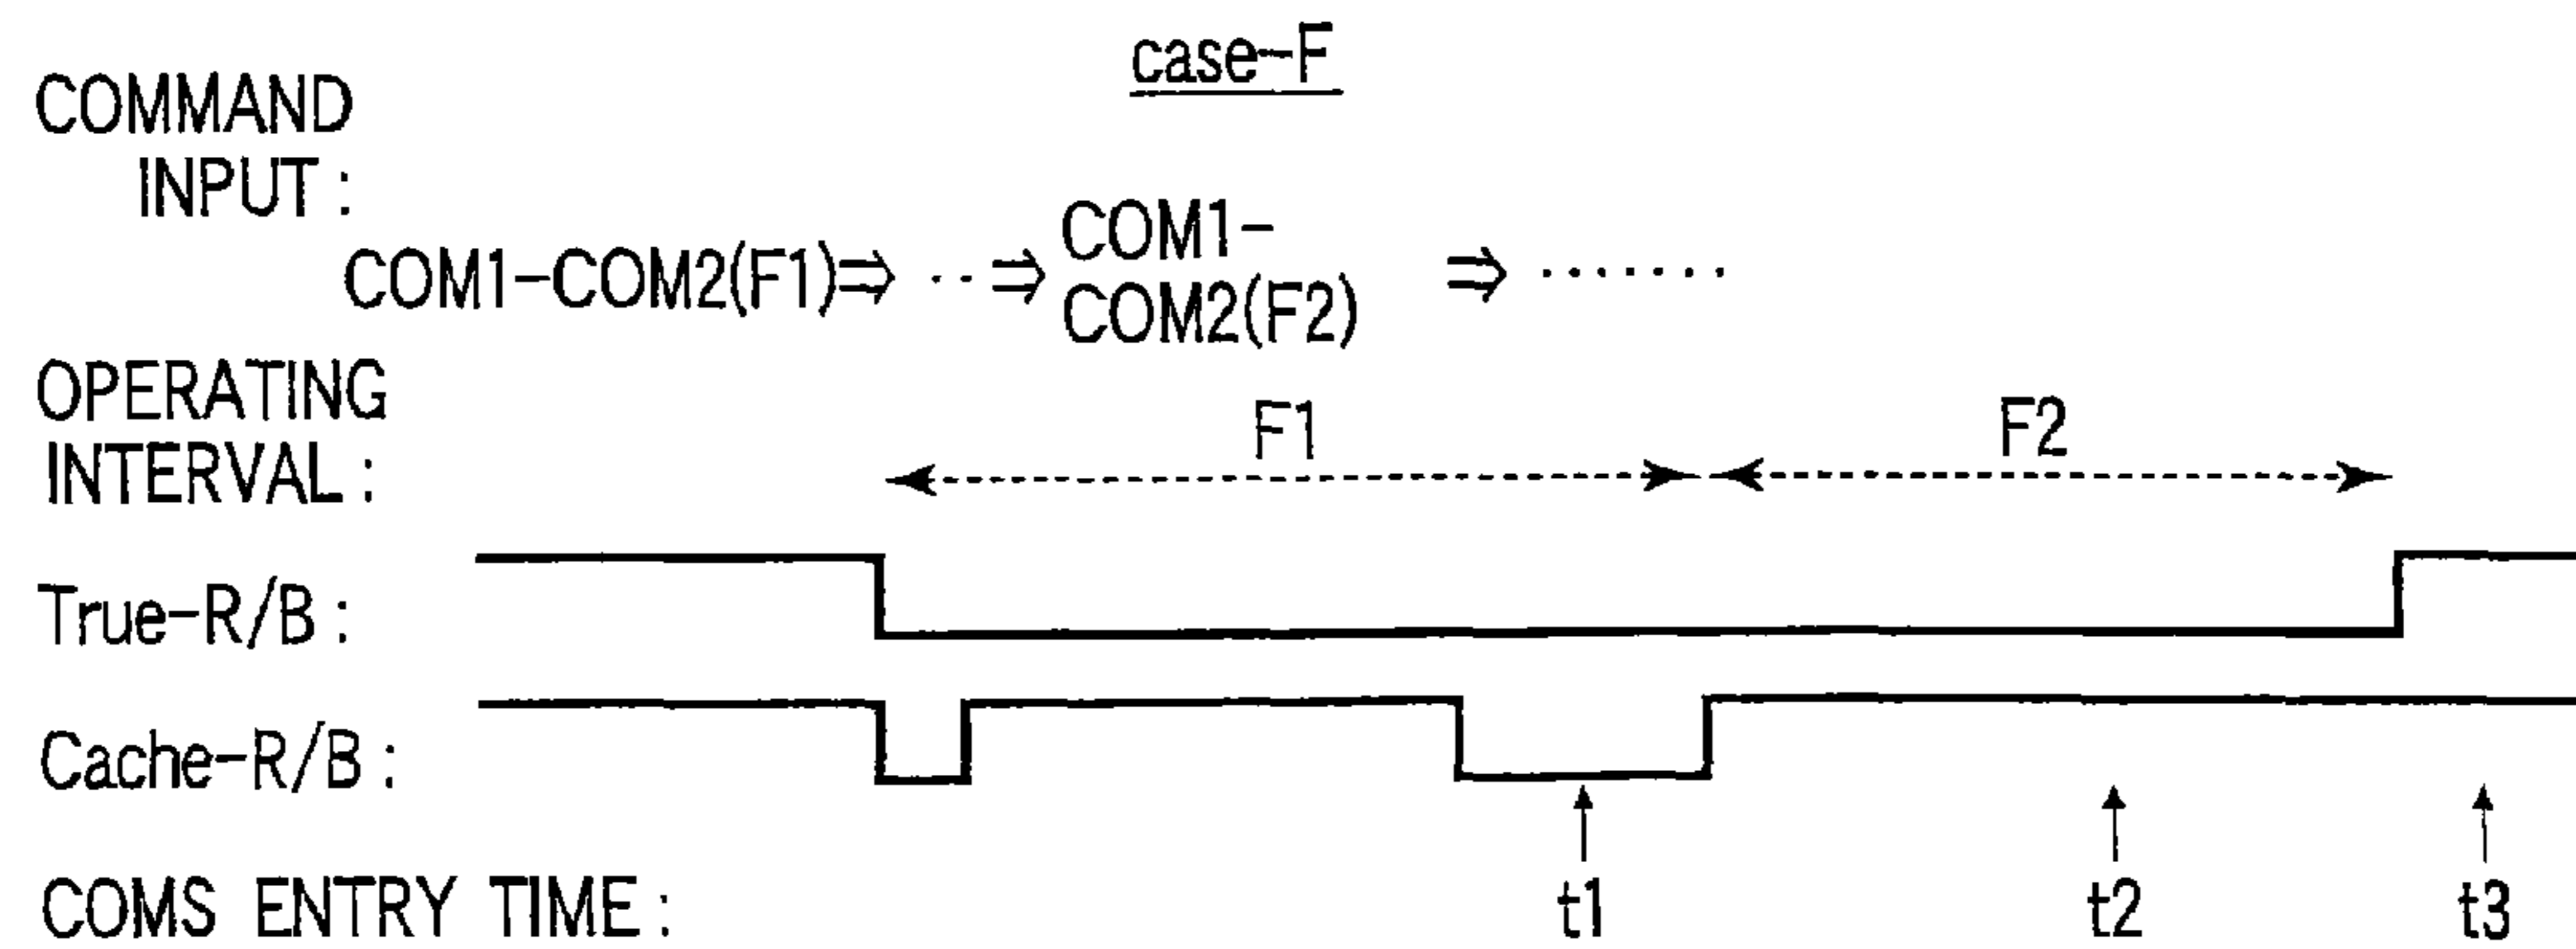 case-F
COMMAND
INPUT :
COM1-COM2(F1)⇒ ‥⇒ COM1- ⇒ ·······
COM2(F2)
OPERATING
INTERVAL :
F1 F2
True-R/B :
Cache-R/B :
COMS ENTRY TIME : t1 t2 t3